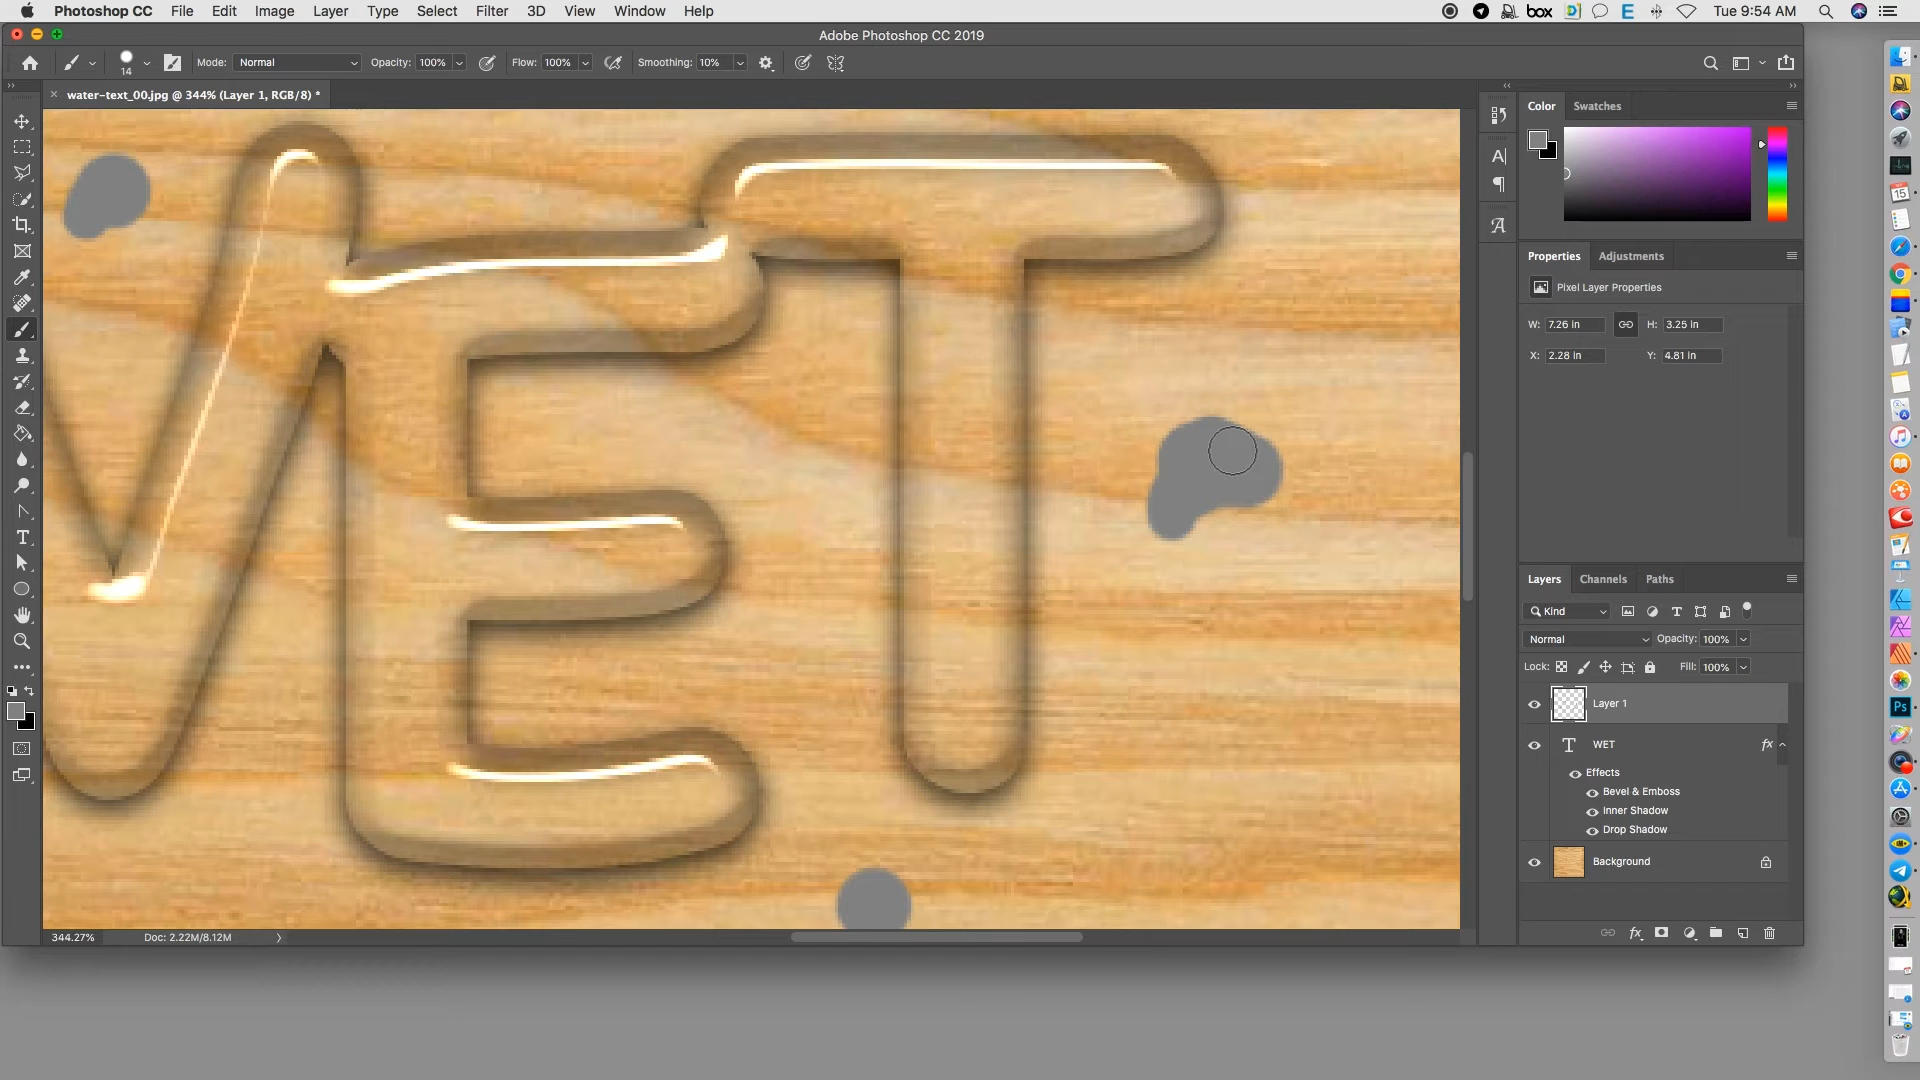 Photoshop CC File Edit Image Layer Type Select Filter 3D View Window Help box Tue 9:54 AM
Adobe Photoshop CC 2019
14 Mode: Normal Opacity: 100% Flow: 100% Smoothing: 10%
water-text_00.jpg @ 344% (Layer 1, RGB/8) *
Color Swatches
Properties Adjustments
Pixel Layer Properties
W: 7.26 in H: 3.25 in
X: 2.28 in Y: 4.81 in
WET
Layers Channels Paths
Kind
Normal Opacity: 100%
Lock: Fill: 100%
Layer 1
WET fx
Effects
Bevel & Emboss
Inner Shadow
Drop Shadow
Background
344.27% Doc: 2.22M/8.12M
fx